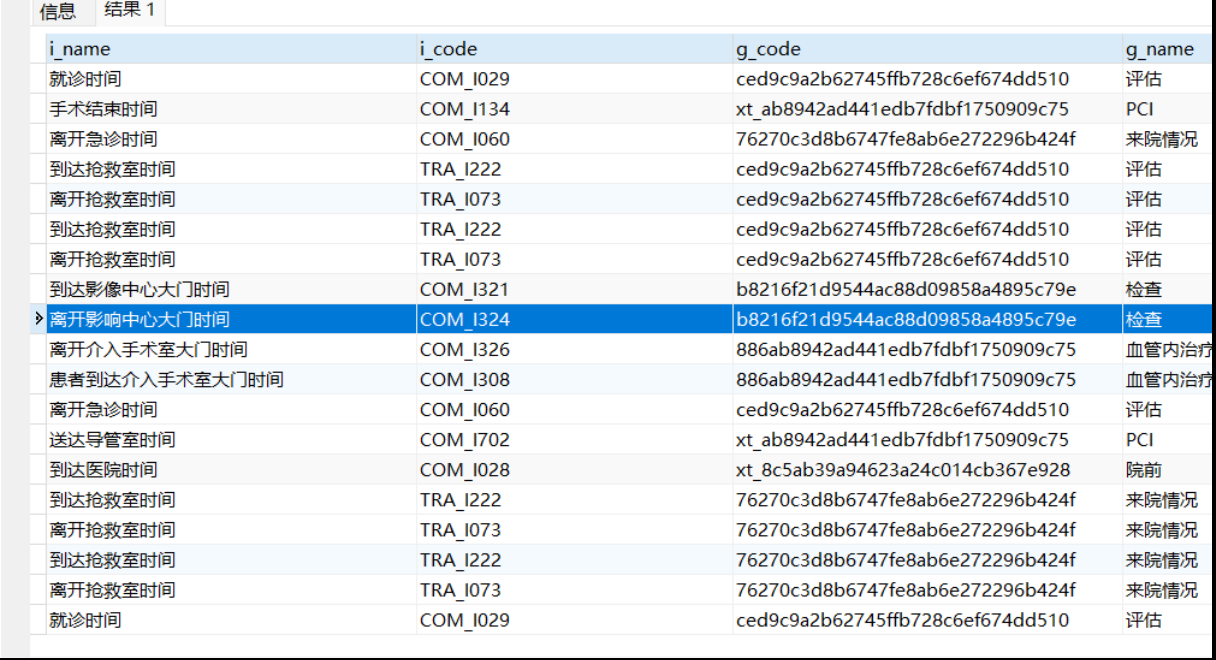 信息 结果 1
i_name i_code g_code g_name
就诊时间 COM_I029 ced9c9a2b62745ffb728c6ef674dd510 评估
手术结束时间 COM_I134 xt_ab8942ad441edb7fdbf1750909c75 PCI
离开急诊时间 COM_I060 76270c3d8b6747fe8ab6e272296b424f 来院情况
到达抢救室时间 TRA_I222 ced9c9a2b62745ffb728c6ef674dd510 评估
离开抢救室时间 TRA_I073 ced9c9a2b62745ffb728c6ef674dd510 评估
到达抢救室时间 TRA_I222 ced9c9a2b62745ffb728c6ef674dd510 评估
离开抢救室时间 TRA_I073 ced9c9a2b62745ffb728c6ef674dd510 评估
到达影像中心大门时间 COM_I321 b8216f21d9544ac88d09858a4895c79e 检查
离开影响中心大门时间 COM_I324 b8216f21d9544ac88d09858a4895c79e 检查
离开介入手术室大门时间 COM_I326 886ab8942ad441edb7fdbf1750909c75 血管内治疗
患者到达介入手术室大门时间 COM_I308 886ab8942ad441edb7fdbf1750909c75 血管内治疗
离开急诊时间 COM_I060 ced9c9a2b62745ffb728c6ef674dd510 评估
送达导管室时间 COM_I702 xt_ab8942ad441edb7fdbf1750909c75 PCI
到达医院时间 COM_I028 xt_8c5ab39a94623a24c014cb367e928 院前
到达抢救室时间 TRA_I222 76270c3d8b6747fe8ab6e272296b424f 来院情况
离开抢救室时间 TRA_I073 76270c3d8b6747fe8ab6e272296b424f 来院情况
到达抢救室时间 TRA_I222 76270c3d8b6747fe8ab6e272296b424f 来院情况
离开抢救室时间 TRA_I073 76270c3d8b6747fe8ab6e272296b424f 来院情况
就诊时间 COM_I029 ced9c9a2b62745ffb728c6ef674dd510 评估